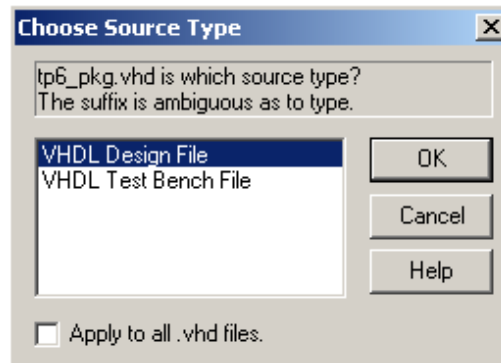 Choose Source Type
tp6_pkg.vhd is which source type?
The suffix is ambiguous as to type.
VHDL Design File
VHDL Test Bench File
OK
Cancel
Help
Apply to all .vhd files.